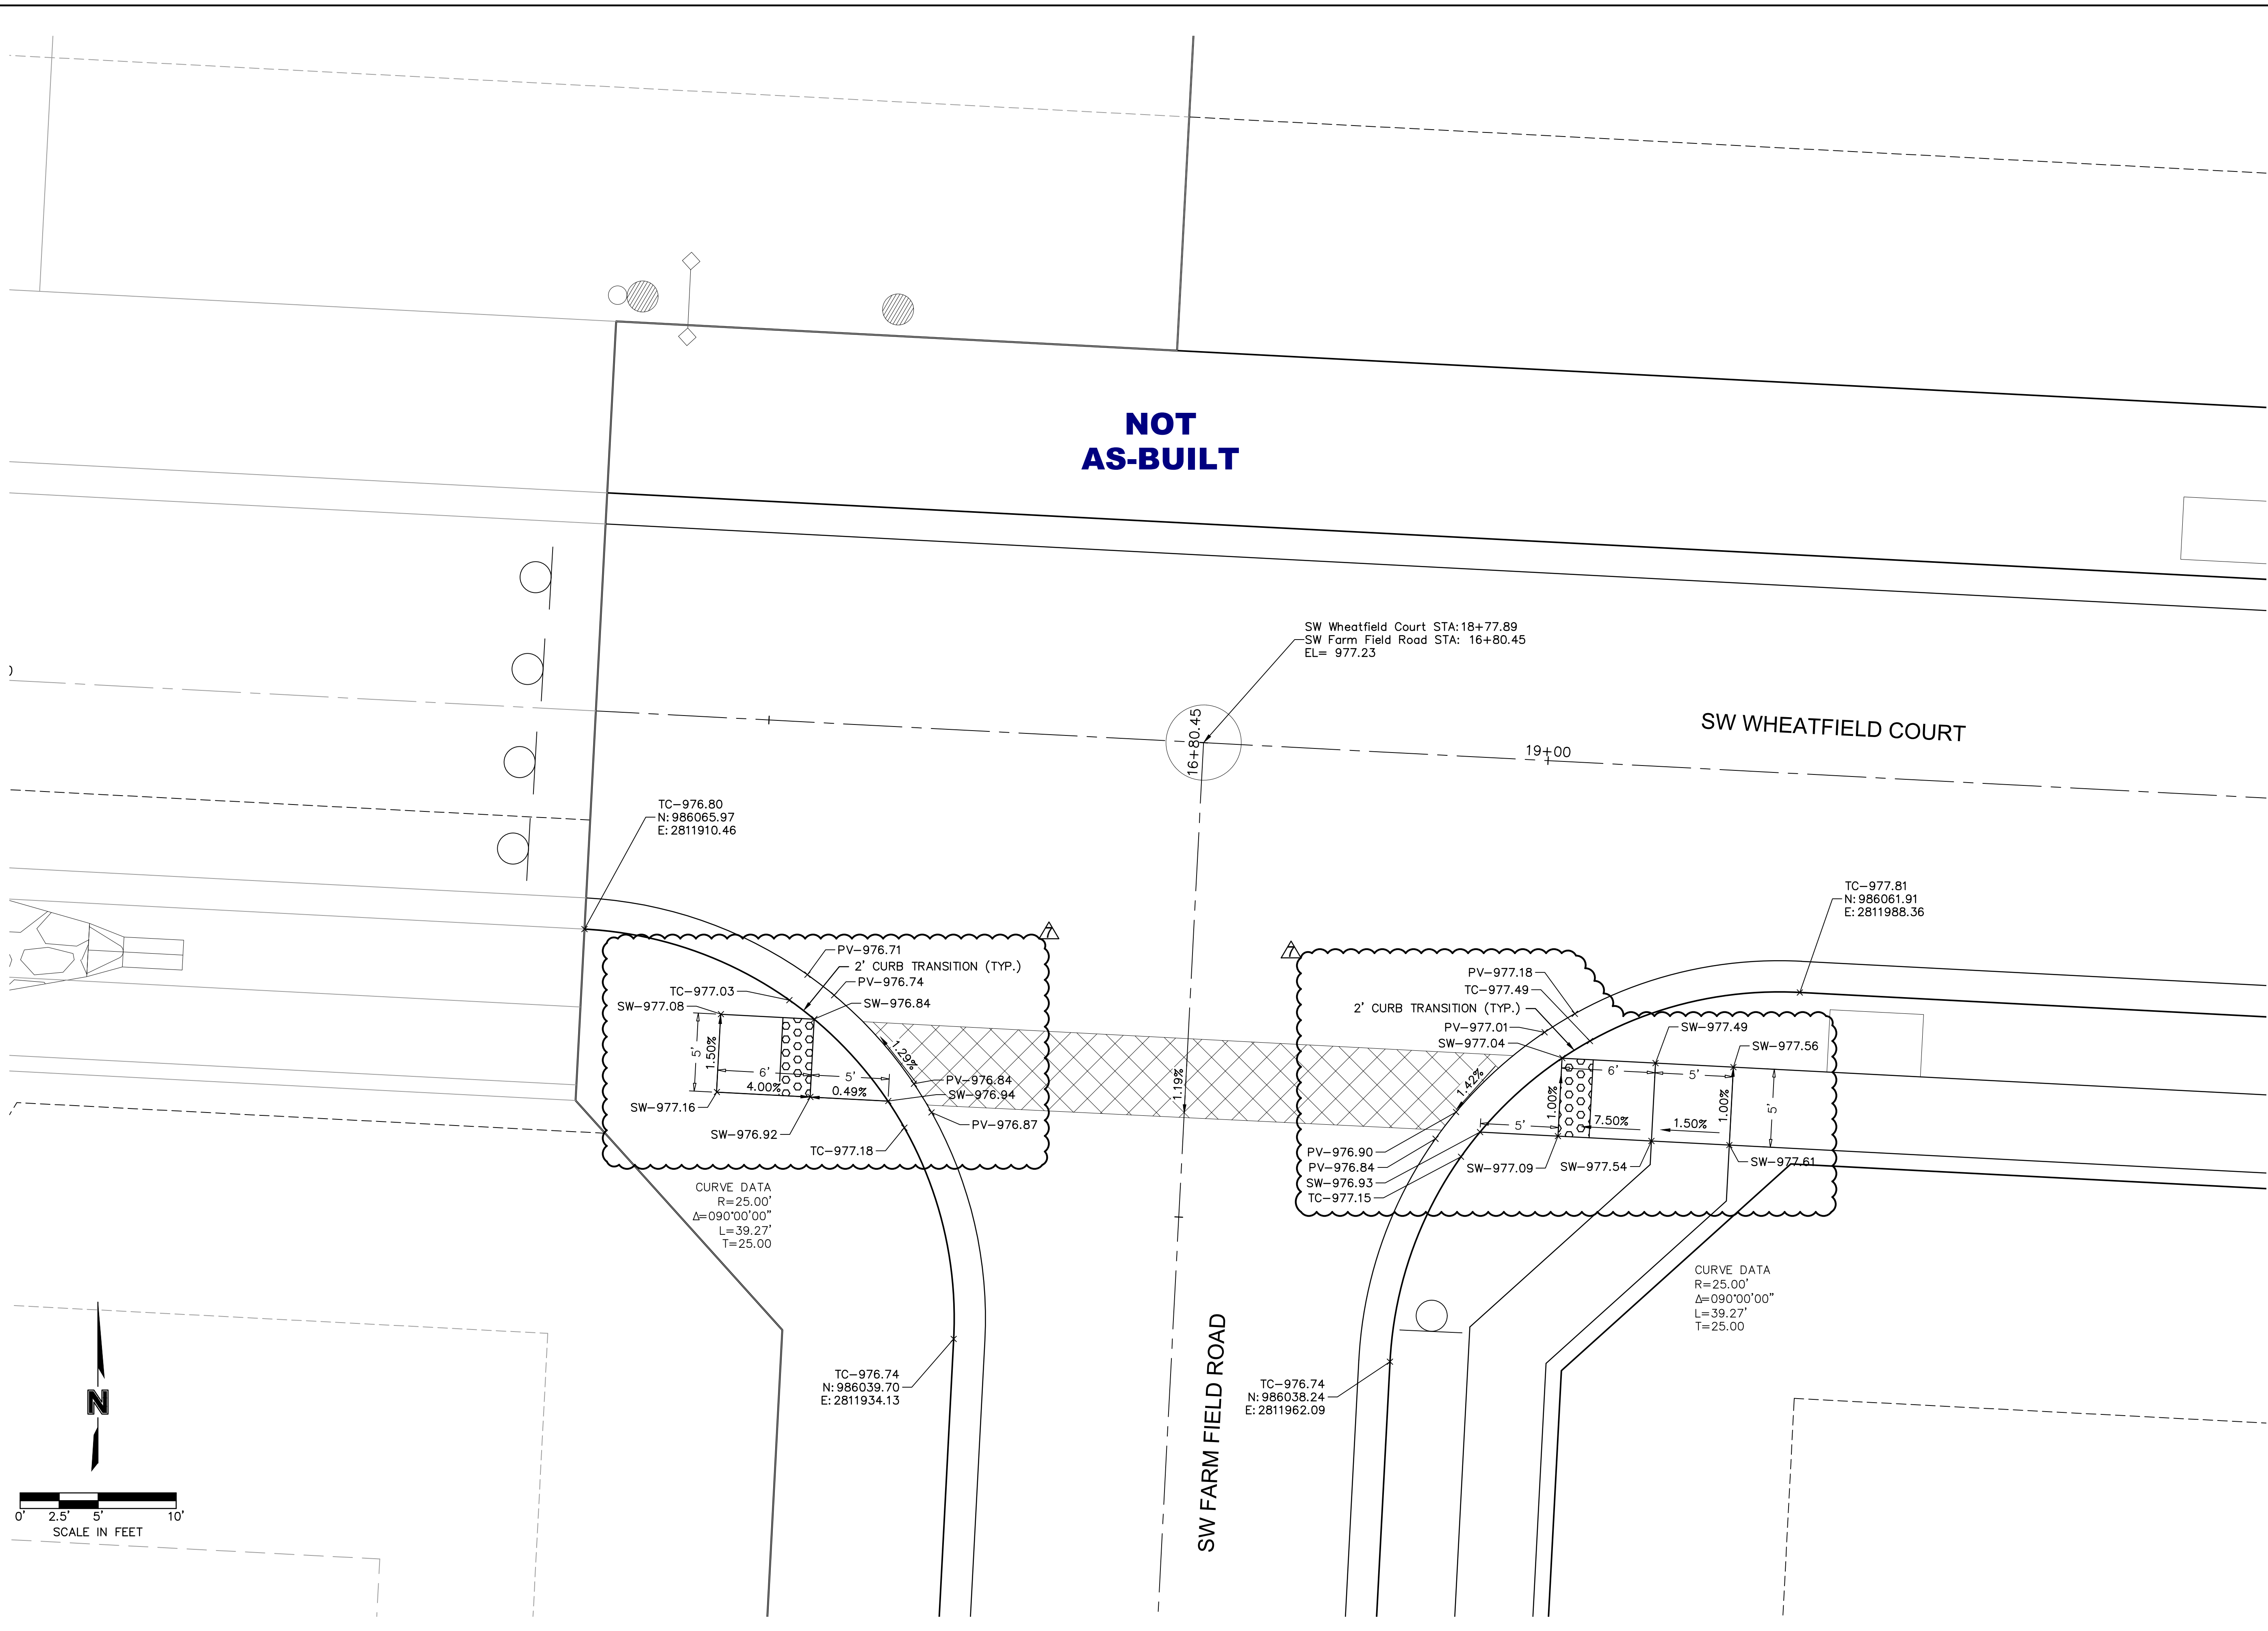 NOT
AS-BUILT
SW Wheatfield Court STA:18+77.89
SW Farm Field Road STA: 16+80.45
EL= 977.23
16+80.45
SW WHEATFIELD COURT
19+00
TC-976.80
N: 986065.97
E: 2811910.46
TC-977.81
N: 986061.91
E: 2811988.36
7
PV-976.71
2' CURB TRANSITION (TYP.)
PV-976.74
TC-977.03
SW-976.84
SW-977.08
5'
1.50%
6'
4.00%
5'
0.49%
1.29%
PV-976.84
SW-976.94
SW-977.16
PV-976.87
SW-976.92
TC-977.18
1.19%
7
PV-977.18
TC-977.49
2' CURB TRANSITION (TYP.)
PV-977.01
SW-977.04
SW-977.49
SW-977.56
1.42%
6'
5'
1.00%
7.50%
1.50%
1.00%
5'
5'
PV-976.90
PV-976.84
SW-976.93
TC-977.15
SW-977.09
SW-977.54
SW-977.61
CURVE DATA
R=25.00'
Δ=090°00'00"
L=39.27'
T=25.00
CURVE DATA
R=25.00'
Δ=090°00'00"
L=39.27'
T=25.00
TC-976.74
N: 986039.70
E: 2811934.13
TC-976.74
N: 986038.24
E: 2811962.09
SW FARM FIELD ROAD
N
0' 2.5' 5' 10'
SCALE IN FEET